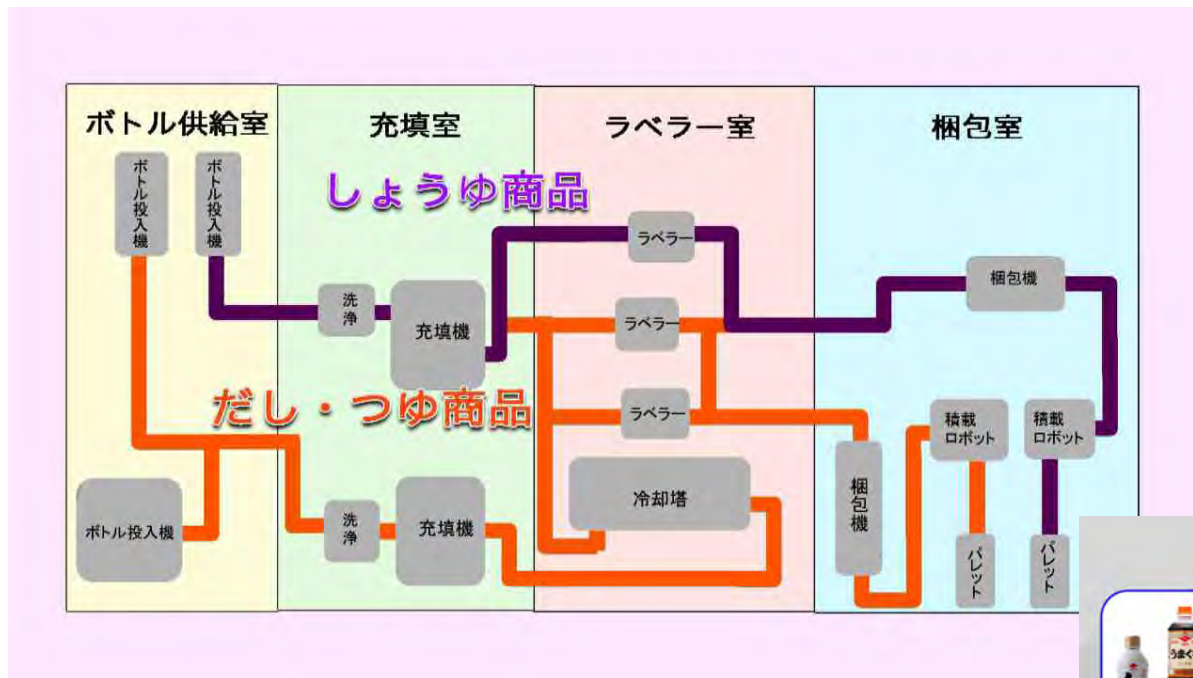 ボトル供給室
充填室
ラベラー室
梱包室
ボトル投入機
ボトル投入機
しょうゆ商品
ラベラー
洗浄
充填機
ラベラー
梱包機
だし・つゆ商品
ラベラー
積載
ロボット
積載
ロボット
ボトル投入機
洗浄
充填機
冷却塔
梱包機
パレット
パレット
うまく